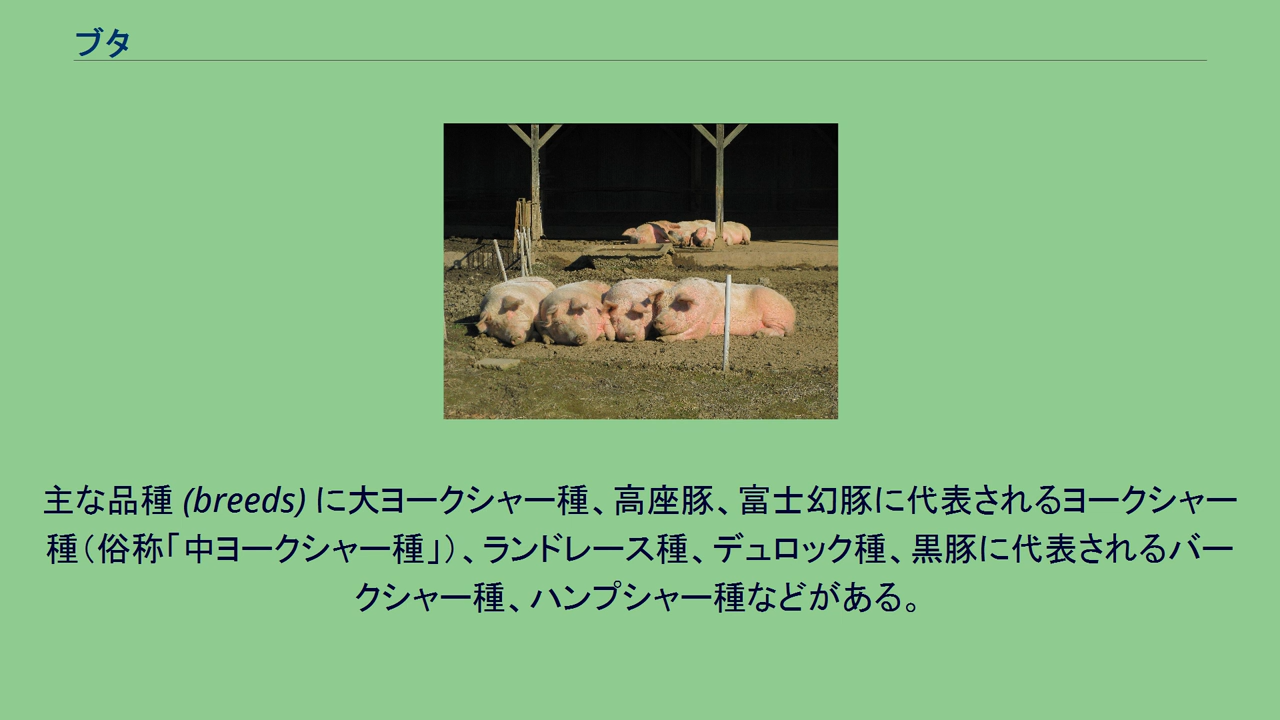 ブタ
主な品種 (breeds) に大ヨークシャー種、高座豚、富士幻豚に代表されるヨークシャー
種（俗称「中ヨークシャー種」）、ランドレース種、デュロック種、黒豚に代表されるバー
クシャー種、ハンプシャー種などがある。